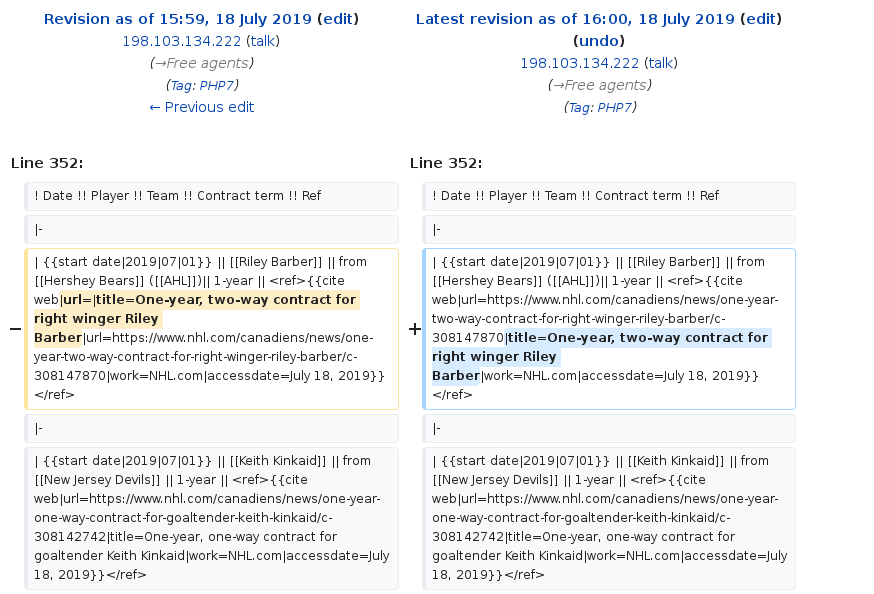 Revision as of 15:59, 18 July 2019 (edit)
198.103.134.222 (talk)
(→Free agents)
(Tag: PHP7)
← Previous edit
Latest revision as of 16:00, 18 July 2019 (edit)
(undo)
198.103.134.222 (talk)
(→Free agents)
(Tag: PHP7)
Line 352:
Line 352:
! Date !! Player !! Team !! Contract term !! Ref
! Date !! Player !! Team !! Contract term !! Ref
|-
|-
−
| {{start date|2019|07|01}} || [[Riley Barber]] || from
[[Hershey Bears]] ([[AHL]])|| 1-year || <ref>{{cite
web|url=|title=One-year, two-way contract for
right winger Riley
Barber|url=https://www.nhl.com/canadiens/news/one-
year-two-way-contract-for-right-winger-riley-barber/c-
308147870|work=NHL.com|accessdate=July 18, 2019}}
</ref>
+
| {{start date|2019|07|01}} || [[Riley Barber]] || from
[[Hershey Bears]] ([[AHL]])|| 1-year || <ref>{{cite
web|url=https://www.nhl.com/canadiens/news/one-year-
two-way-contract-for-right-winger-riley-barber/c-
308147870|title=One-year, two-way contract for
right winger Riley
Barber|work=NHL.com|accessdate=July 18, 2019}}
</ref>
|-
|-
| {{start date|2019|07|01}} || [[Keith Kinkaid]] || from
[[New Jersey Devils]] || 1-year || <ref>{{cite
web|url=https://www.nhl.com/canadiens/news/one-year-
one-way-contract-for-goaltender-keith-kinkaid/c-
308142742|title=One-year, one-way contract for
goaltender Keith Kinkaid|work=NHL.com|accessdate=July
18, 2019}}</ref>
| {{start date|2019|07|01}} || [[Keith Kinkaid]] || from
[[New Jersey Devils]] || 1-year || <ref>{{cite
web|url=https://www.nhl.com/canadiens/news/one-year-
one-way-contract-for-goaltender-keith-kinkaid/c-
308142742|title=One-year, one-way contract for
goaltender Keith Kinkaid|work=NHL.com|accessdate=July
18, 2019}}</ref>